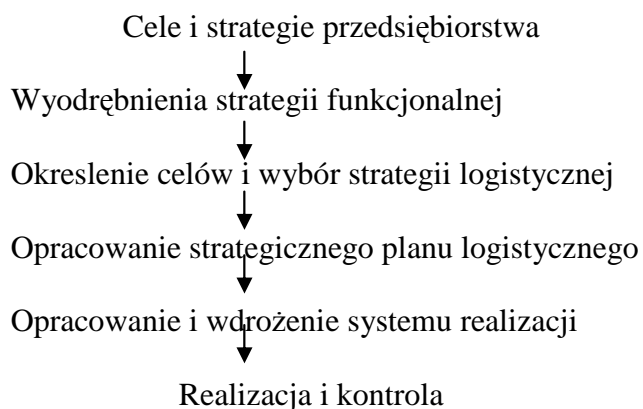 Cele i strategie przedsiębiorstwa
Wyodrębnienia strategii funkcjonalnej
Okreslenie celów i wybór strategii logistycznej
Opracowanie strategicznego planu logistycznego
Opracowanie i wdrożenie systemu realizacji
Realizacja i kontrola